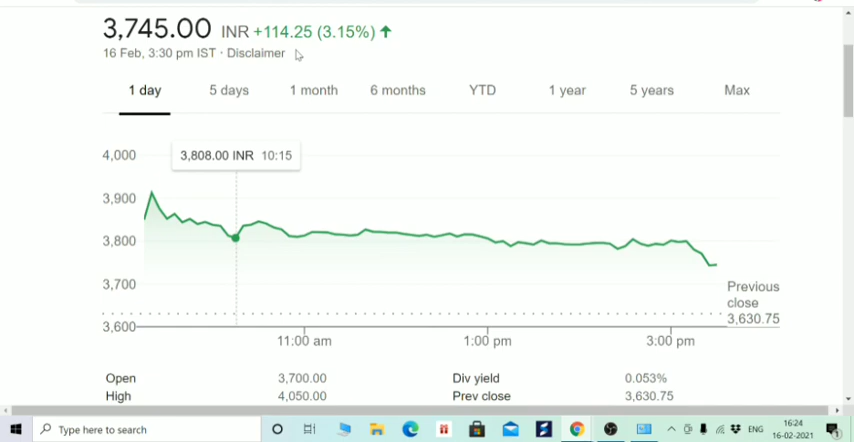 3,745.00 INR +114.25 (3.15%)
16 Feb, 3:30 pm IST · Disclaimer
1 day 5 days 1 month 6 months YTD 1 year 5 years Max
4,000
3,808.00 INR 10:15
3,900
3,800
3,700
Previous
close
3,630.75
3,600
11:00 am 1:00 pm 3:00 pm
Open 3,700.00 Div yield 0.053%
High 4,050.00 Prev close 3,630.75
Type here to search
ENG
16:24
16-02-2021
1